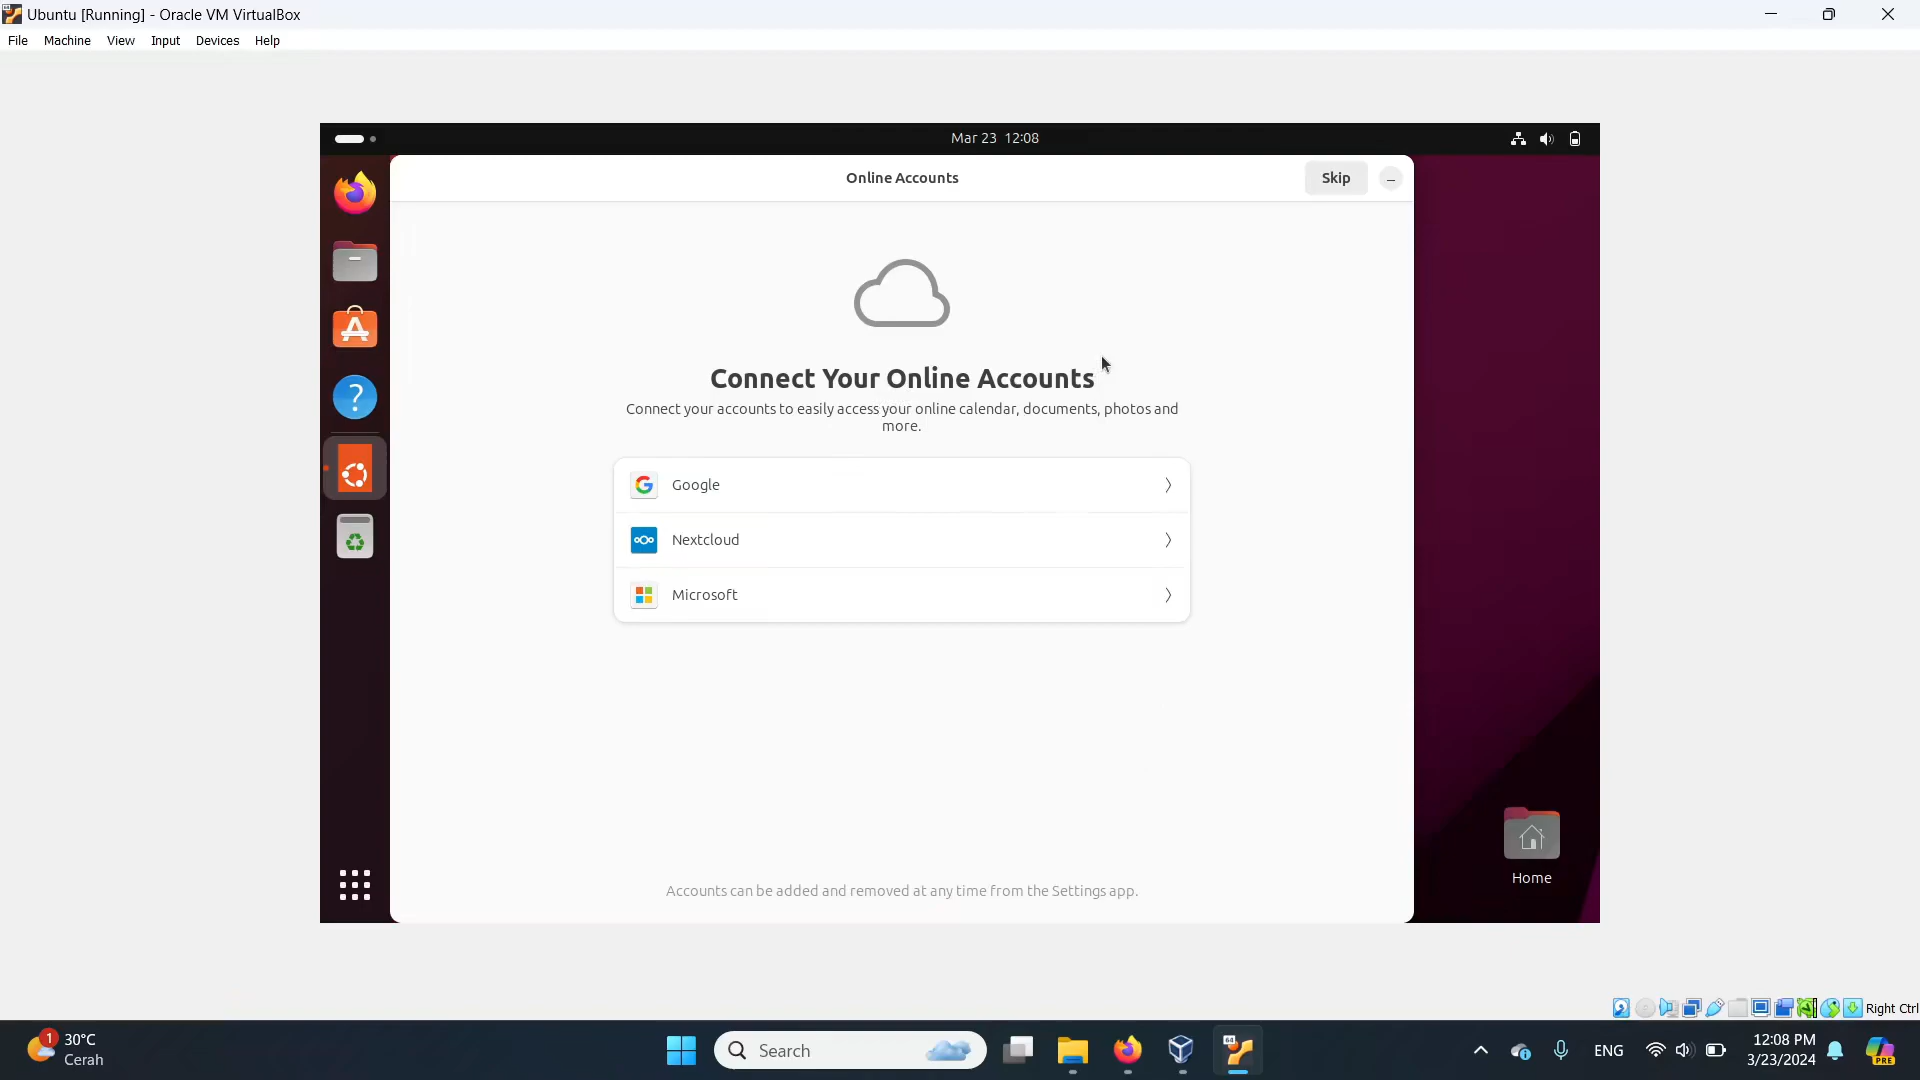 Ubuntu [Running] - Oracle VM VirtualBox
File Machine View Input Devices Help
Mar 23 12:08
Online Accounts
Skip
Connect Your Online Accounts
Connect your accounts to easily access your online calendar, documents, photos and
more.
Google
Nextcloud
Microsoft
Home
Accounts can be added and removed at any time from the Settings app.
Right Ctrl
1
30°C
Cerah
Search
64
ENG
12:08 PM
3/23/2024
PRE